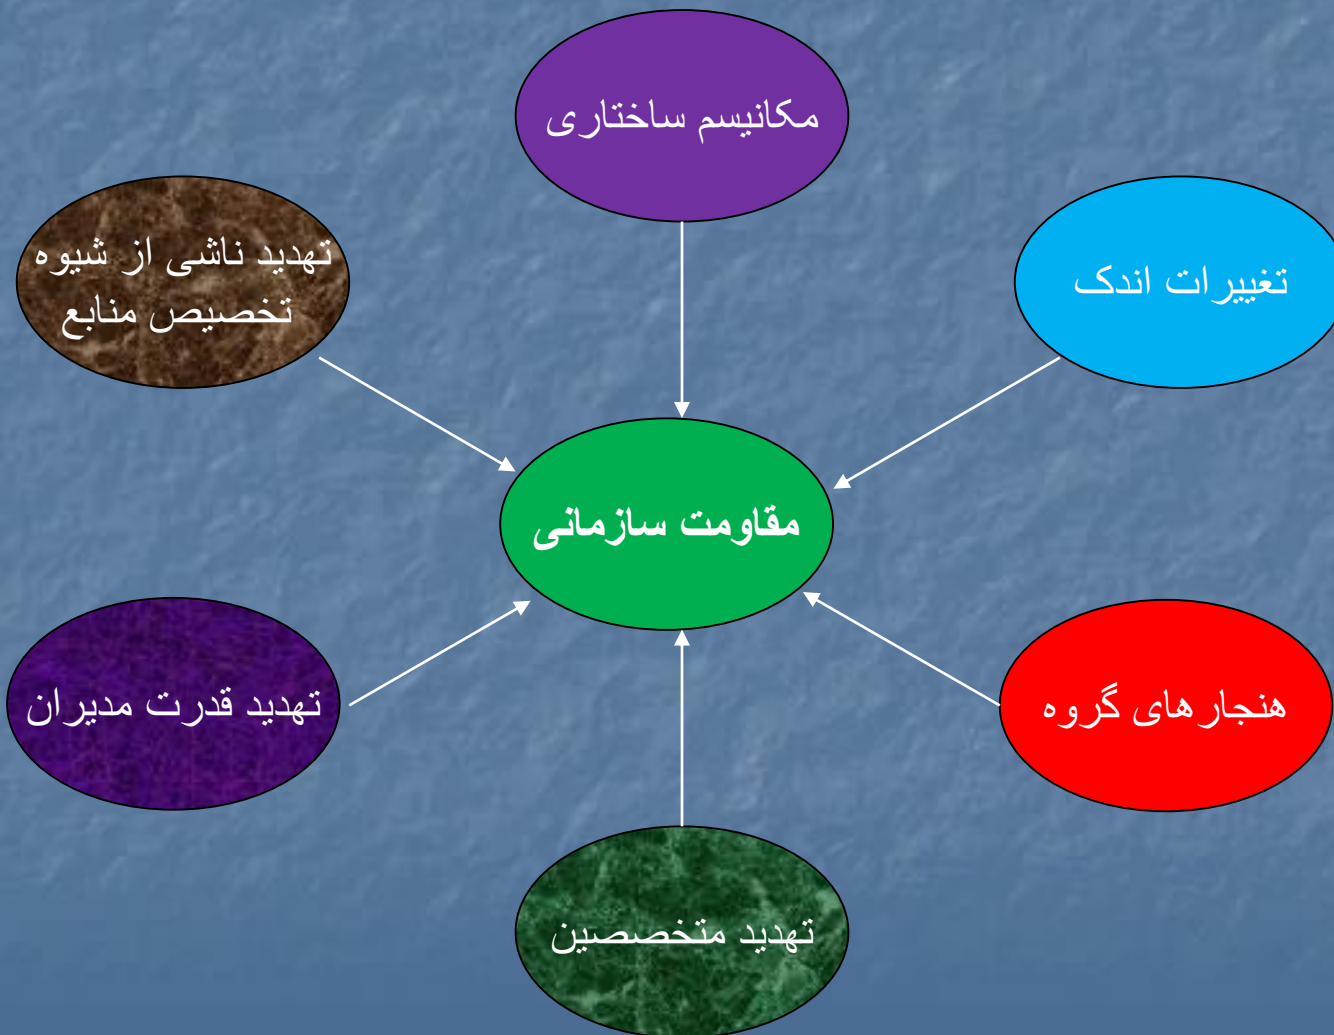 مکانیسم ساختاری
تغییرات اندک
تهدید ناشی از شیوه
تخصیص منابع
مقاومت سازمانی
هنجارهای گروه
تهدید قدرت مدیران
تهدید متخصصین